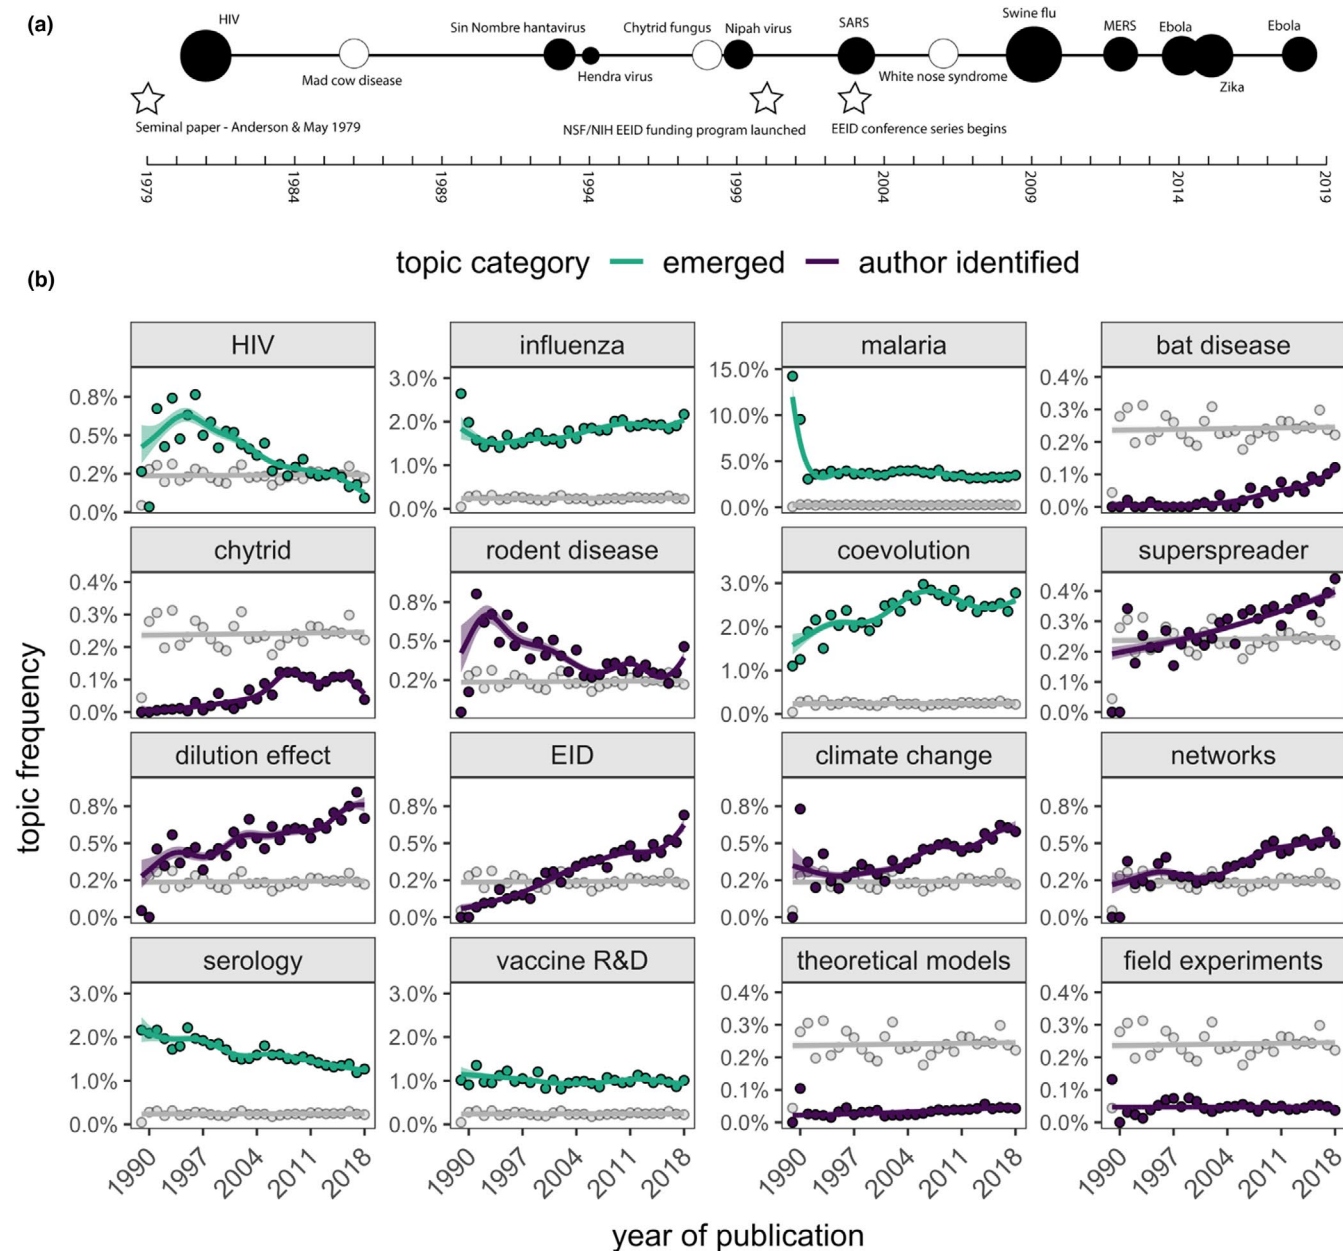 (a)
HIV
Sin Nombre hantavirus
Chytrid fungus
Nipah virus
SARS
Swine flu
MERS
Ebola
Ebola
Mad cow disease
Hendra virus
White nose syndrome
Zika
Seminal paper - Anderson & May 1979
NSF/NIH EEID funding program launched
EEID conference series begins
1979 1984 1989 1994 1999 2004 2009 2014 2019
(b)
topic category emerged author identified
HIV
0.8%
0.5%
0.2%
0.0%
influenza
3.0%
2.0%
1.0%
0.0%
malaria
15.0%
10.0%
5.0%
0.0%
bat disease
0.4%
0.3%
0.2%
0.1%
0.0%
chytrid
0.4%
0.3%
0.2%
0.1%
0.0%
rodent disease
0.8%
0.5%
0.2%
coevolution
3.0%
2.0%
1.0%
0.0%
superspreader
0.4%
0.3%
0.2%
0.1%
0.0%
dilution effect
0.8%
0.5%
0.2%
0.0%
EID
0.8%
0.5%
0.2%
0.0%
climate change
0.8%
0.5%
0.2%
0.0%
networks
0.8%
0.5%
0.2%
0.0%
serology
3.0%
2.0%
1.0%
0.0%
vaccine R&D
3.0%
2.0%
1.0%
0.0%
theoretical models
0.4%
0.3%
0.2%
0.1%
0.0%
field experiments
0.4%
0.3%
0.2%
0.1%
0.0%
1990 1997 2004 2011 2018
1990 1997 2004 2011 2018
1990 1997 2004 2011 2018
1990 1997 2004 2011 2018
topic frequency
year of publication